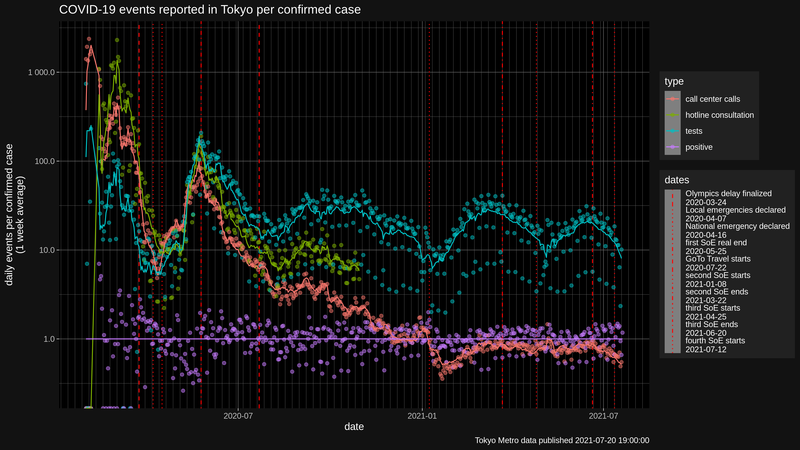 COVID-19 events reported in Tokyo per confirmed case
daily events per confirmed case
(1 week average)
1 000.0
100.0
10.0
1.0
2020-07
2021-01
2021-07
date
type
call center calls
hotline consultation
tests
positive
dates
Olympics delay finalized
2020-03-24
Local emergencies declared
2020-04-07
National emergency declared
2020-04-16
first SoE real end
2020-05-25
GoTo Travel starts
2020-07-22
second SoE starts
2021-01-08
second SoE ends
2021-03-22
third SoE starts
2021-04-25
third SoE ends
2021-06-20
fourth SoE starts
2021-07-12
Tokyo Metro data published 2021-07-20 19:00:00